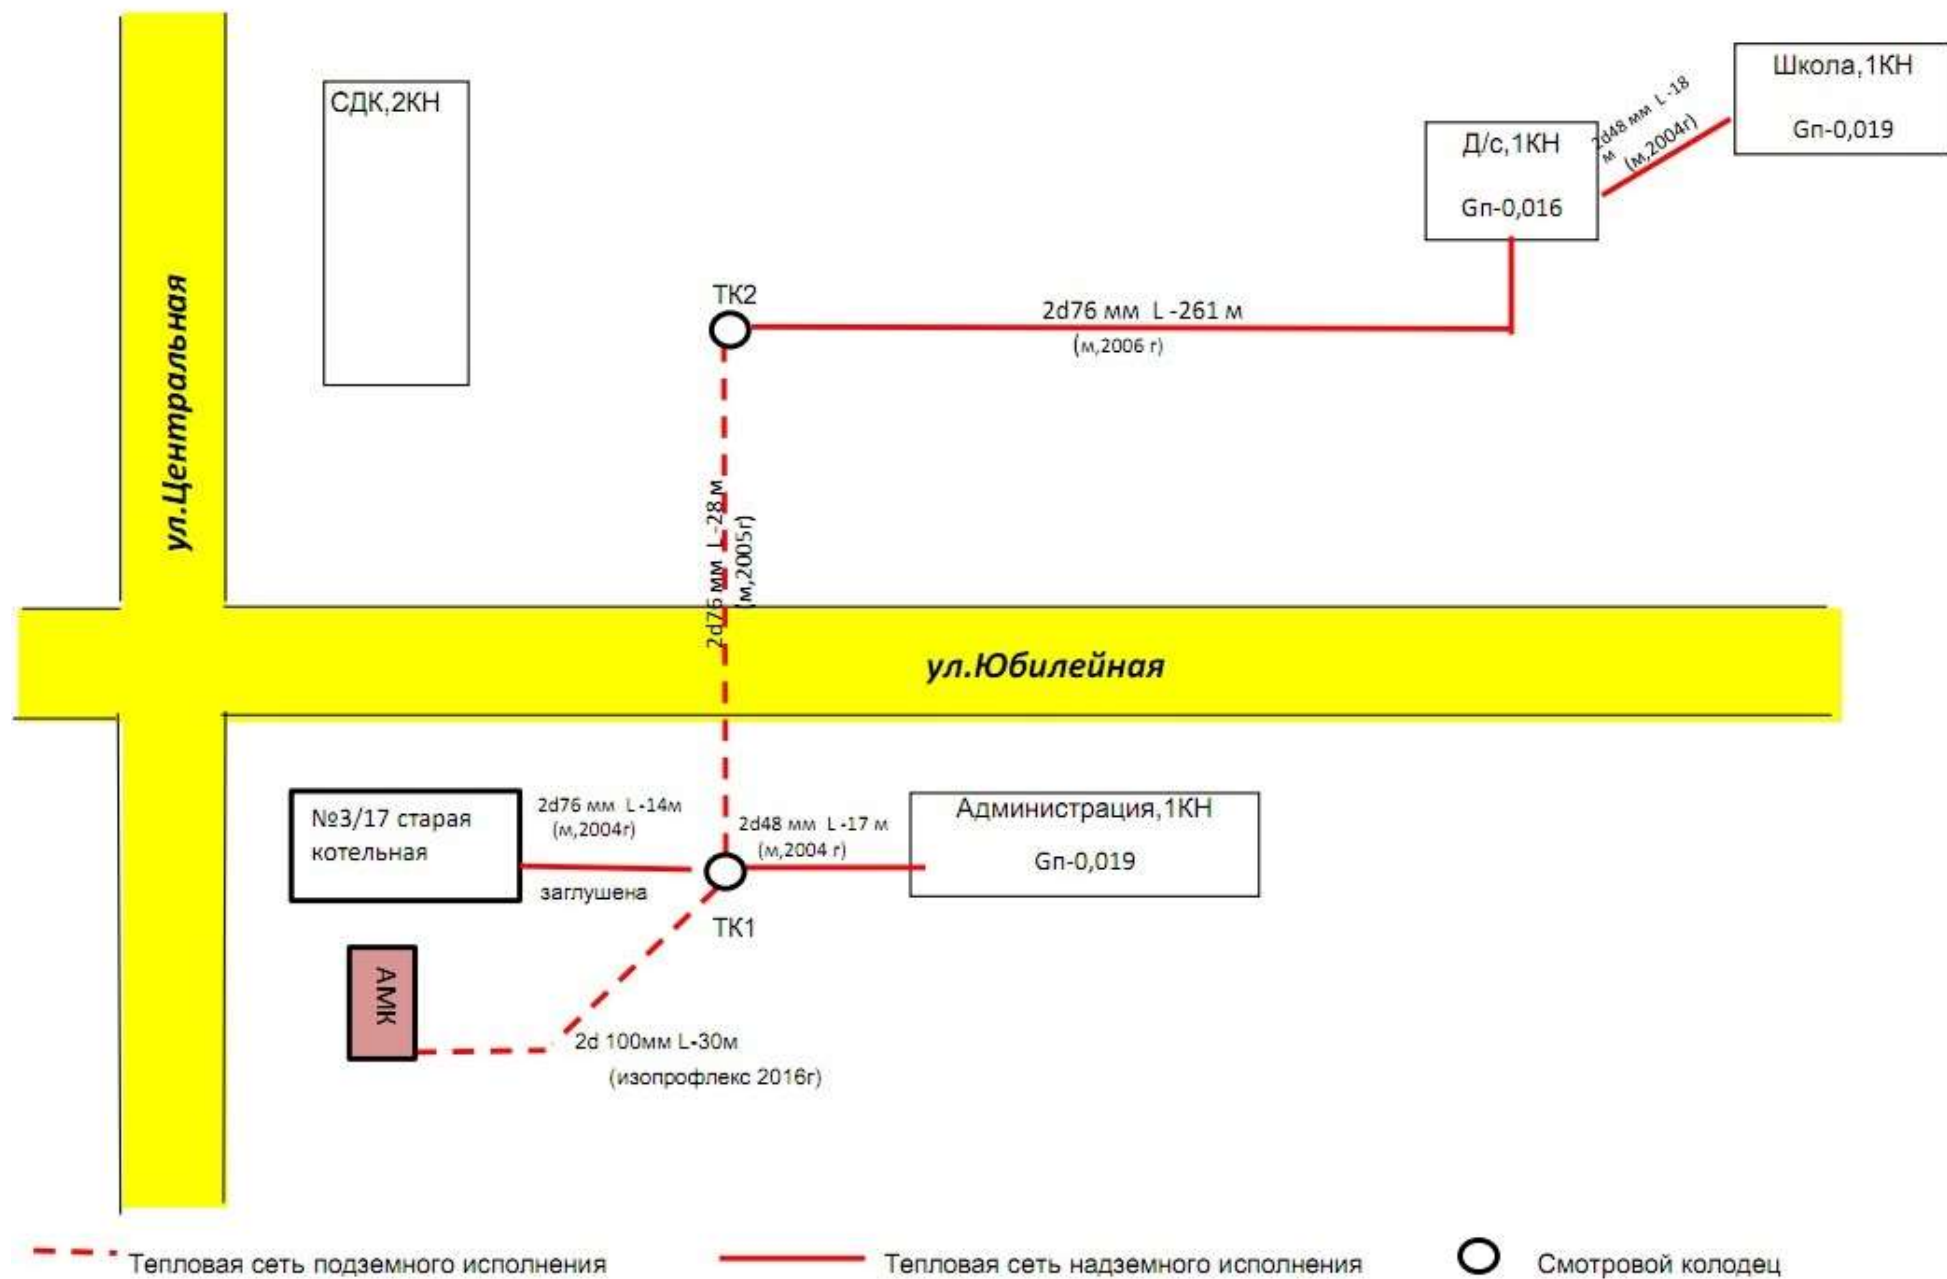 СДК,2КН
Школа,1КН
Gп-0,019
2d48 мм L -18
м (м,2004г)
Д/с,1КН
Gп-0,016
ТК2
2d76 мм L -261 м
(м,2006 г)
ул.Центральная
2d76 мм L -28 м
(м,2005г)
ул.Юбилейная
№3/17 старая
котельная
2d76 мм L -14м
(м,2004г)
заглушена
2d48 мм L -17 м
(м,2004 г)
Администрация,1КН
Gп-0,019
ТК1
АМК
2d 100мм L-30м
(изопрофлекс 2016г)
Тепловая сеть подземного исполнения
Тепловая сеть надземного исполнения
Смотровой колодец